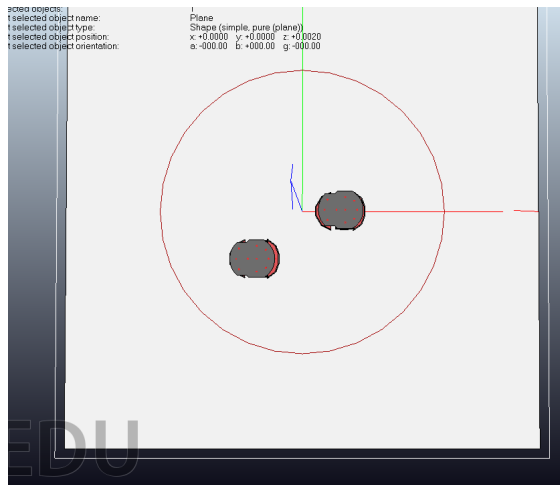 ected objects: 1
t selected object name: Plane
t selected object type: Shape (simple, pure (plane))
t selected object position: x: +0.0000 y: +0.0000 z: +0.0020
t selected object orientation: a: -000.00 b: +000.00 g: -000.00
EDU